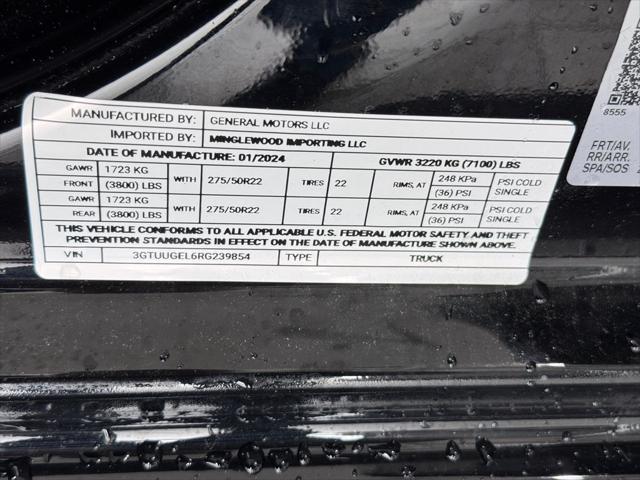 MANUFACTURED BY: GENERAL MOTORS LLC
IMPORTED BY: MINGLEWOOD IMPORTING LLC
DATE OF MANUFACTURE: 01/2024 GVWR 3220 KG (7100) LBS
GAWR FRONT 1723 KG (3800) LBS WITH 275/50R22 TIRES 22 RIMS, AT 248 KPa (36) PSI PSI COLD SINGLE
GAWR REAR 1723 KG (3800) LBS WITH 275/50R22 TIRES 22 RIMS, AT 248 KPa (36) PSI PSI COLD SINGLE
THIS VEHICLE CONFORMS TO ALL APPLICABLE U.S. FEDERAL MOTOR SAFETY AND THEFT
PREVENTION STANDARDS IN EFFECT ON THE DATE OF MANUFACTURE SHOWN ABOVE.
VIN 3GTUUGEL6RG239854 TYPE TRUCK
8555
FRT/AV.
RR/ARR.
SPA/SOS